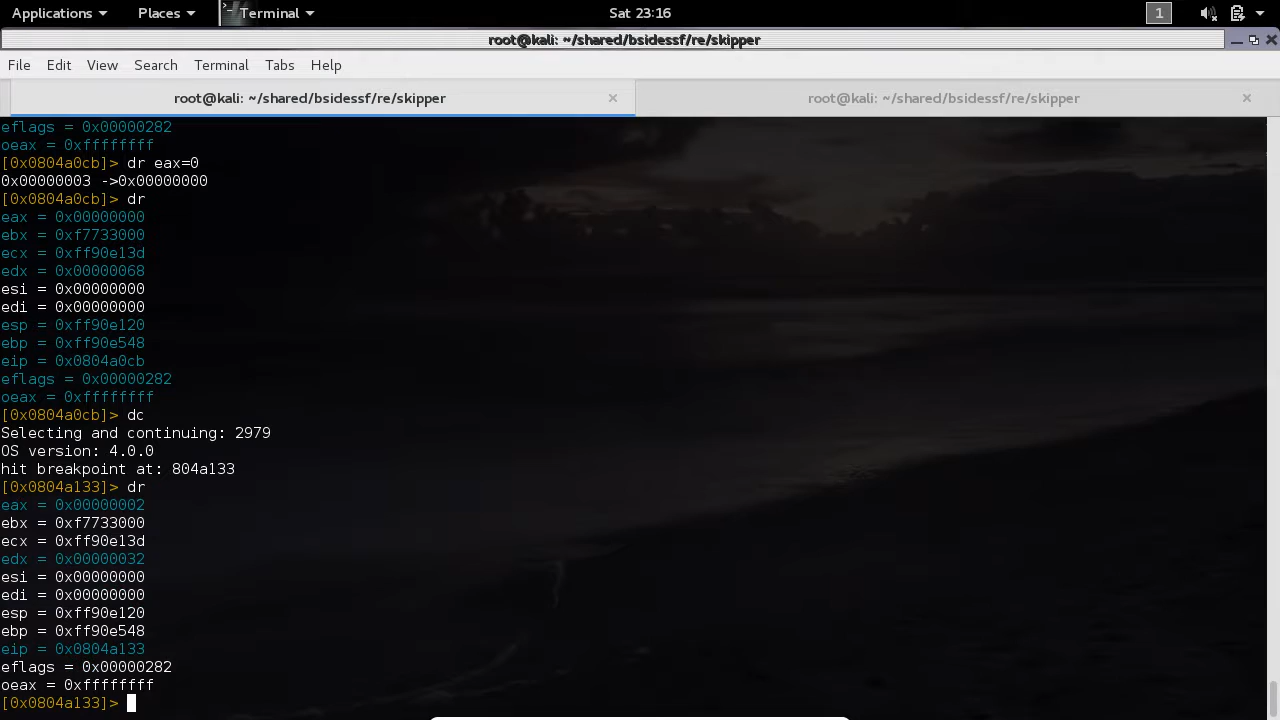 Applications Places Terminal Sat 23:16 1
root@kali: ~/shared/bsidessf/re/skipper
File Edit View Search Terminal Tabs Help
root@kali: ~/shared/bsidessf/re/skipper × root@kali: ~/shared/bsidessf/re/skipper ×
eflags = 0x00000282
oeax = 0xffffffff
[0x0804a0cb]> dr eax=0
0x00000003 ->0x00000000
[0x0804a0cb]> dr
eax = 0x00000000
ebx = 0xf7733000
ecx = 0xff90e13d
edx = 0x00000068
esi = 0x00000000
edi = 0x00000000
esp = 0xff90e120
ebp = 0xff90e548
eip = 0x0804a0cb
eflags = 0x00000282
oeax = 0xffffffff
[0x0804a0cb]> dc
Selecting and continuing: 2979
OS version: 4.0.0
hit breakpoint at: 804a133
[0x0804a133]> dr
eax = 0x00000002
ebx = 0xf7733000
ecx = 0xff90e13d
edx = 0x00000032
esi = 0x00000000
edi = 0x00000000
esp = 0xff90e120
ebp = 0xff90e548
eip = 0x0804a133
eflags = 0x00000282
oeax = 0xffffffff
[0x0804a133]>